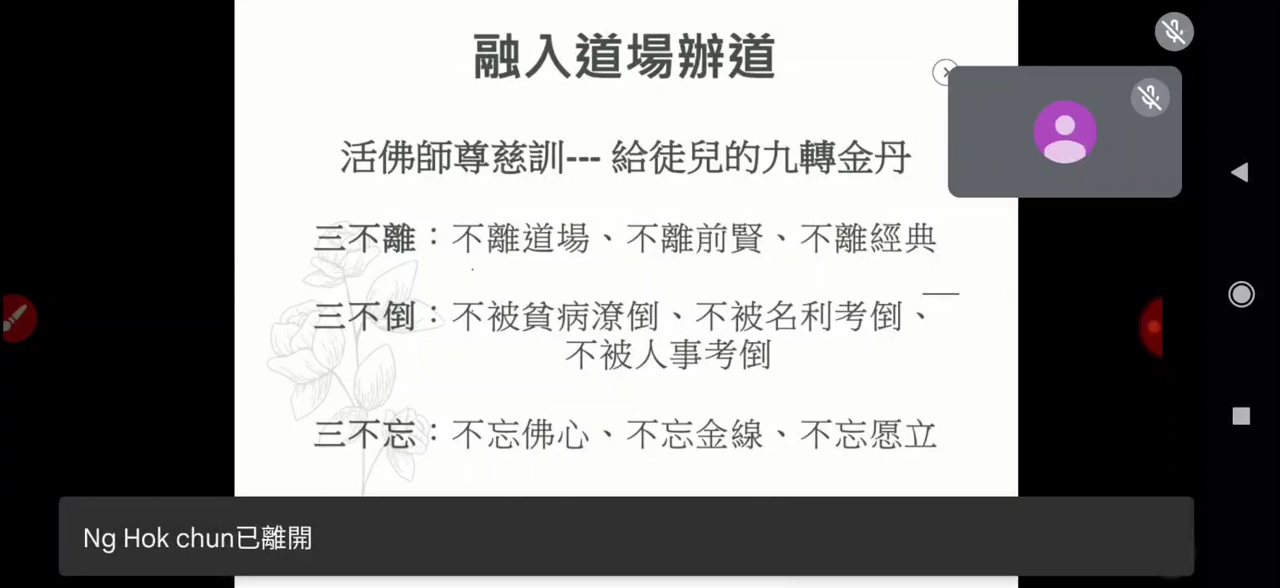 融入道場辦道
活佛師尊慈訓--- 給徒兒的九轉金丹
三不離：不離道場、不離前賢、不離經典
三不倒：不被貧病潦倒、不被名利考倒、
不被人事考倒
三不忘：不忘佛心、不忘金線、不忘愿立
Ng Hok chun已離開